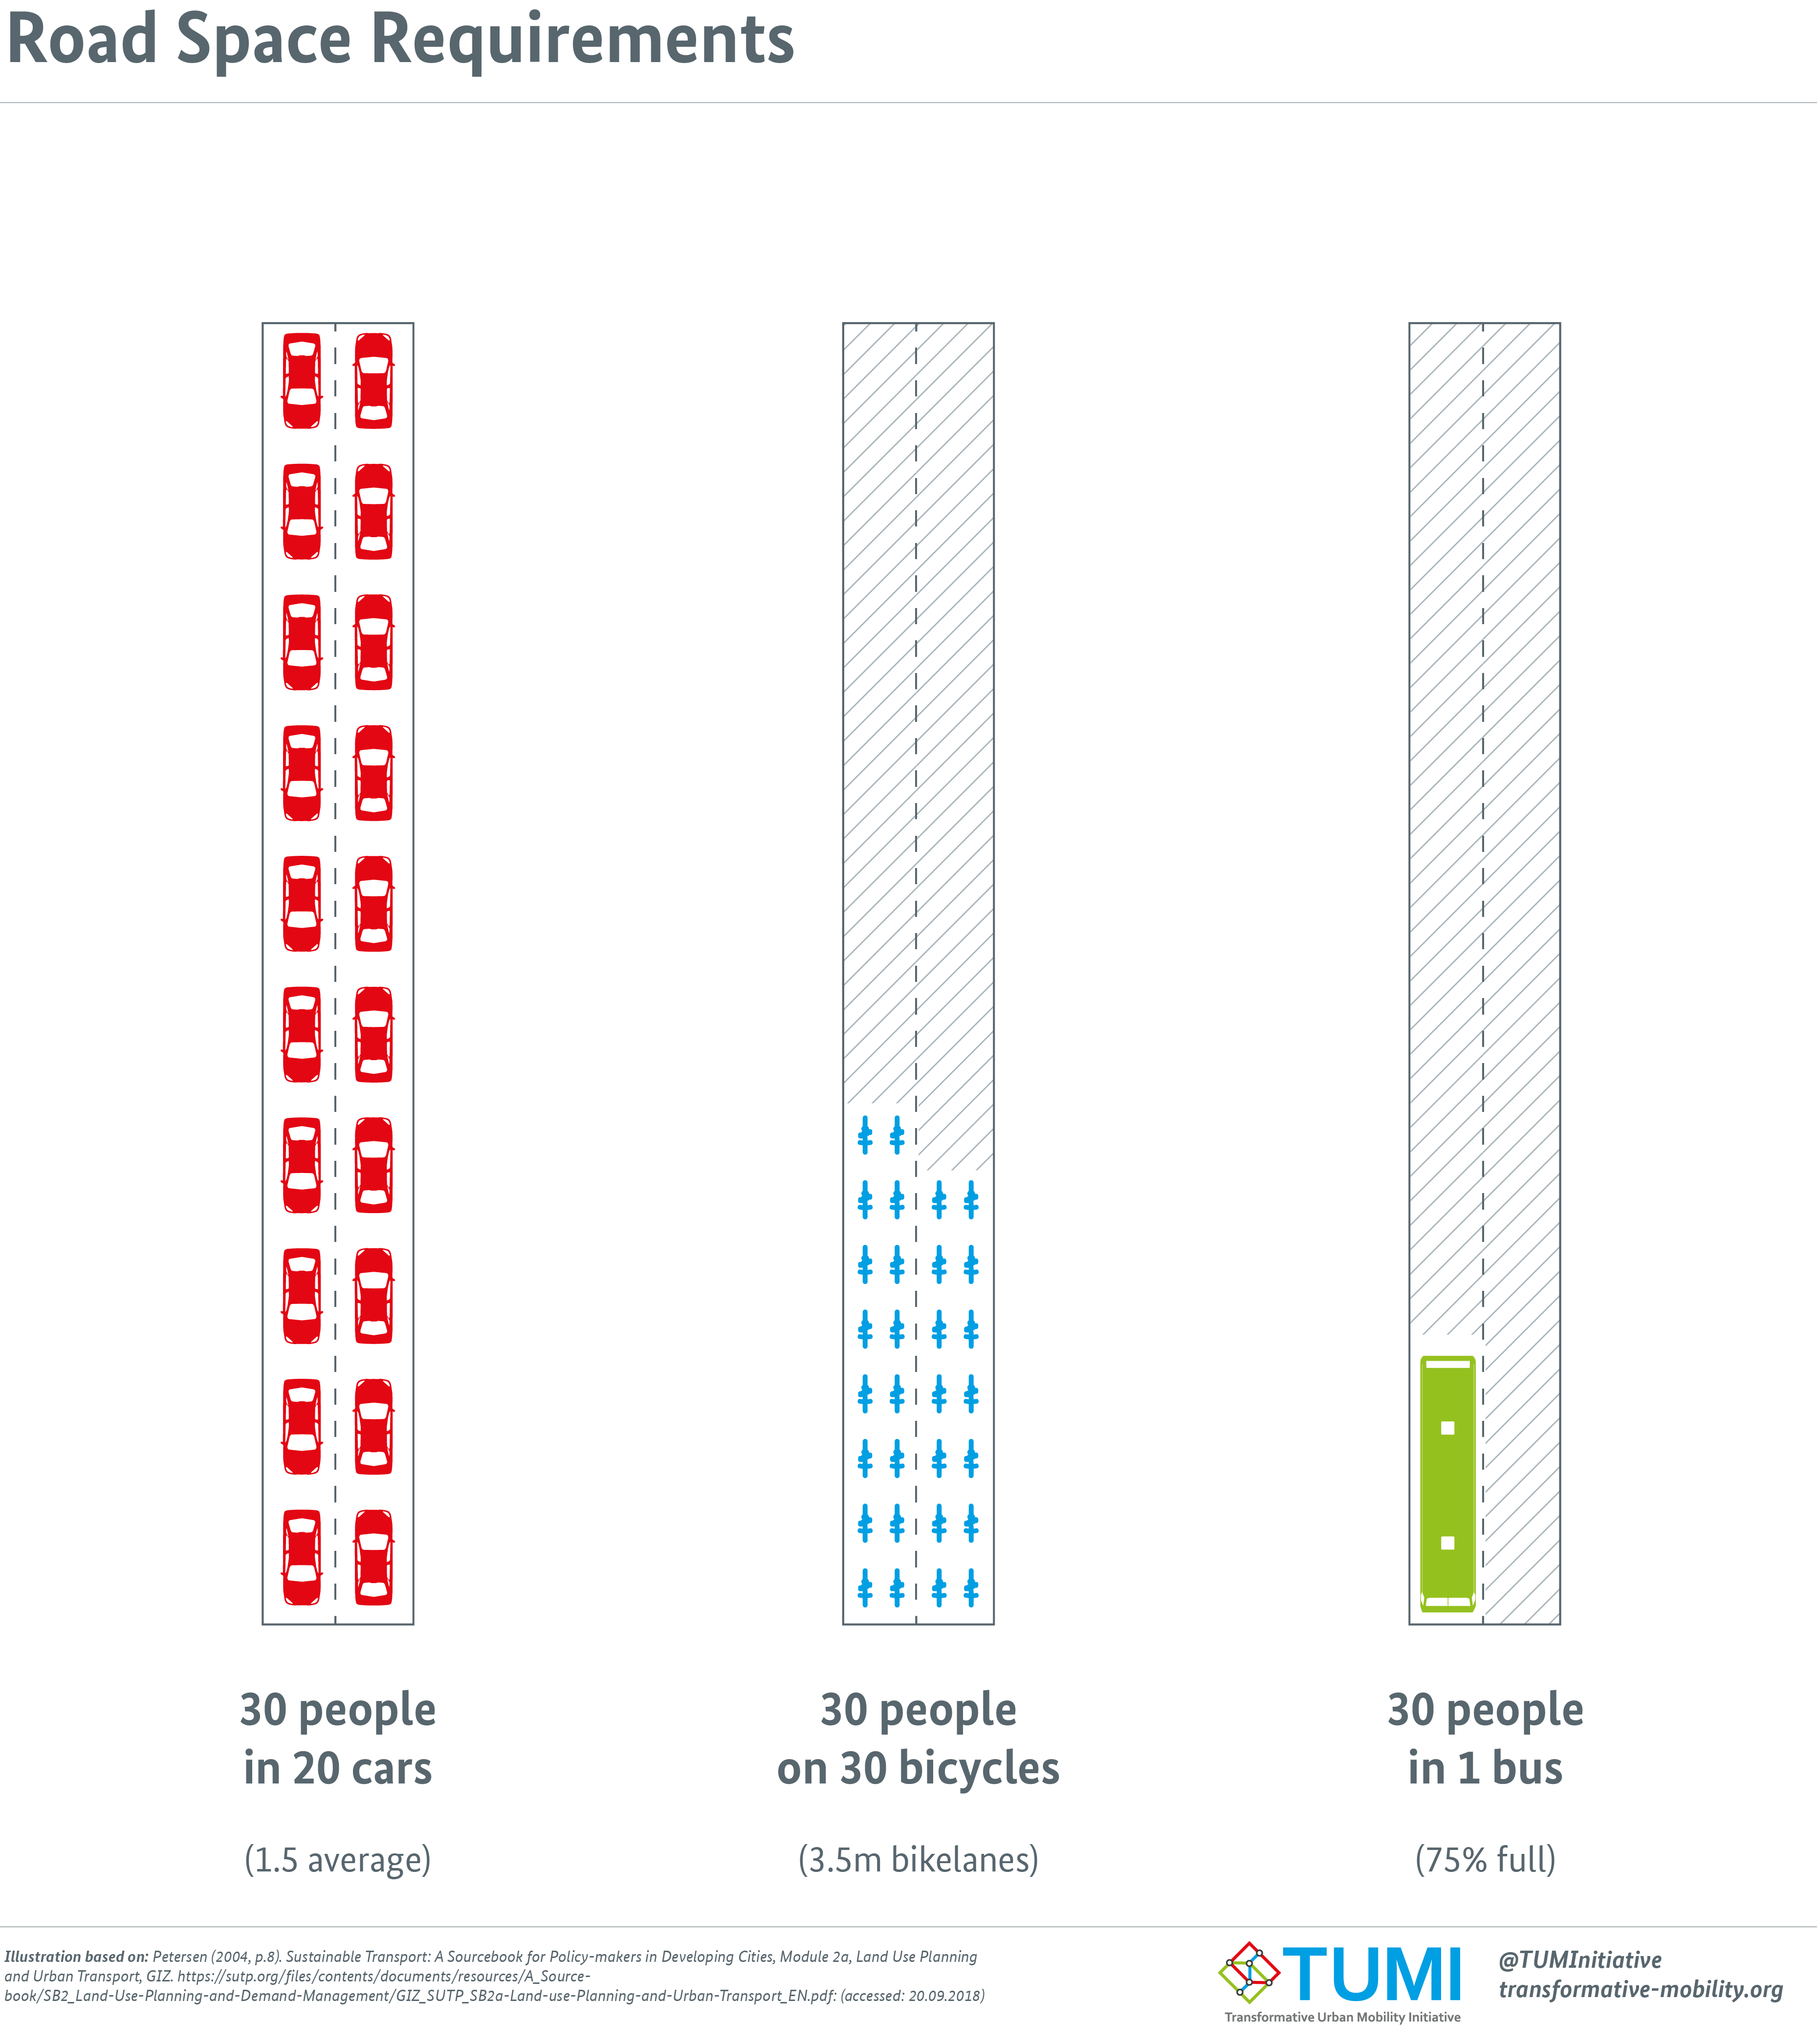 Road Space Requirements
30 people
in 20 cars
(1.5 average)
30 people
on 30 bicycles
(3.5m bikelanes)
30 people
in 1 bus
(75% full)
Illustration based on: Petersen (2004, p.8). Sustainable Transport: A Sourcebook for Policy-makers in Developing Cities, Module 2a, Land Use Planning
and Urban Transport, GIZ. https://sutp.org/files/contents/documents/resources/A_Source-
book/SB2_Land-Use-Planning-and-Demand-Management/GIZ_SUTP_SB2a-Land-use-Planning-and-Urban-Transport_EN.pdf: (accessed: 20.09.2018)
TUMI
Transformative Urban Mobility Initiative
@TUMInitiative
transformative-mobility.org